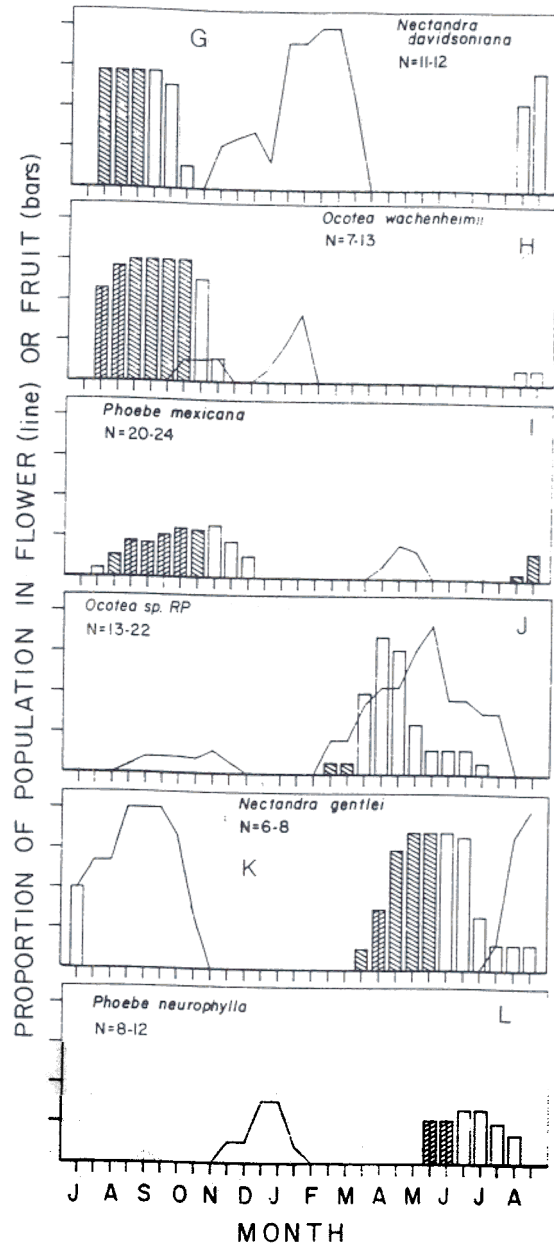 PROPORTION OF POPULATION IN FLOWER (line) OR FRUIT (bars)
G
Nectandra
davidsoniana
N=11-12
Ocotea wachenheimii
N=7-13
H
Phoebe mexicana
N=20-24
I
Ocotea sp. RP
N=13-22
J
Nectandra gentlei
N=6-8
K
Phoebe neurophylla
N=8-12
L
J A S O N D J F M A M J J A
MONTH